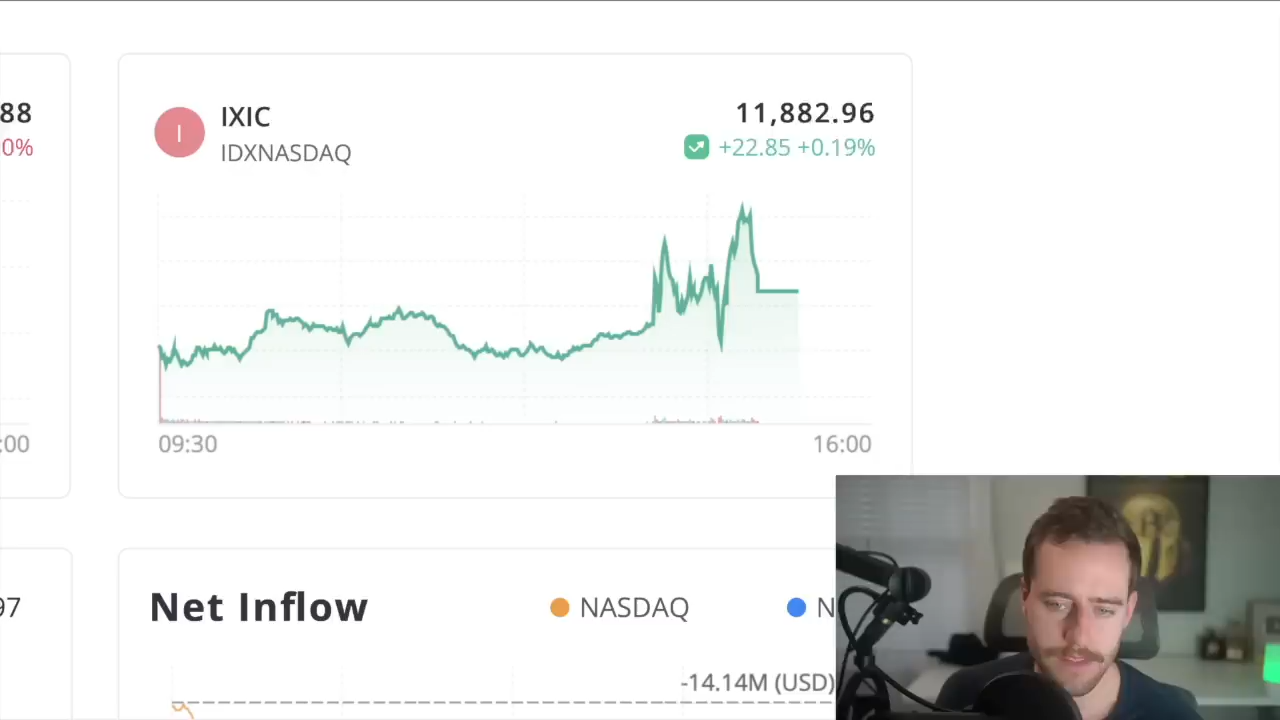 88
0%
:00
I
IXIC
IDXNASDAQ
11,882.96
+22.85 +0.19%
09:30
16:00
97
Net Inflow
NASDAQ
N
-14.14M (USD)